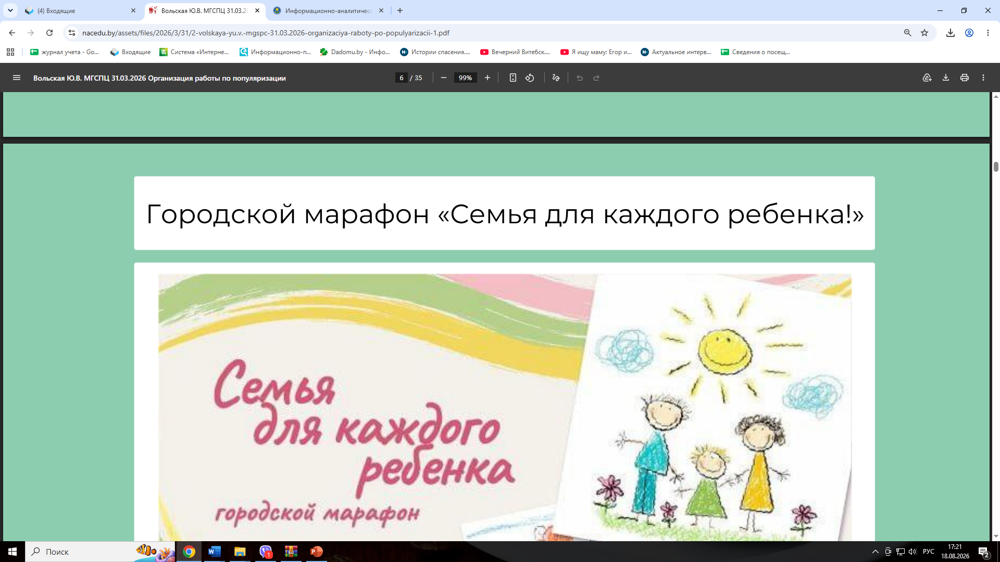 (4) Входящие
Вольская Ю.В. МГСПЦ 31.03.20
Информационно-аналитическ
nacedu.by/assets/files/2026/3/31/2-volskaya-yu.v.-mgspc-31.03.2026-organizaciya-raboty-po-populyarizacii-1.pdf
журнал учета - Go...
Входящие
Система «Интерне...
Информационно-п...
Dadomu.by - Инфо...
Истории спасения....
Вечерний Витебск....
Я ищу маму: Егор и...
Актуальное интерв...
Сведения о посещ...
Вольская Ю.В. МГСПЦ 31.03.2026 Организация работы по популяризации
6 / 35
99%
Городской марафон «Семья для каждого ребенка!»
Семья
для каждого
ребенка
городской марафон
Поиск
1
РУС
17:21
18.08.2026
2